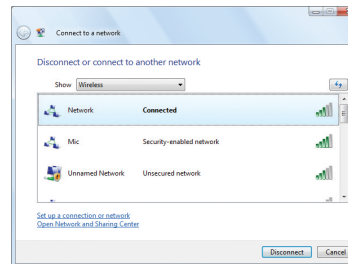 Connect to a network
Disconnect or connect to another network
Show Wireless
Network Connected
Mic Security-enabled network
Unnamed Network Unsecured network
Set up a connection or network
Open Network and Sharing Center
Disconnect Cancel